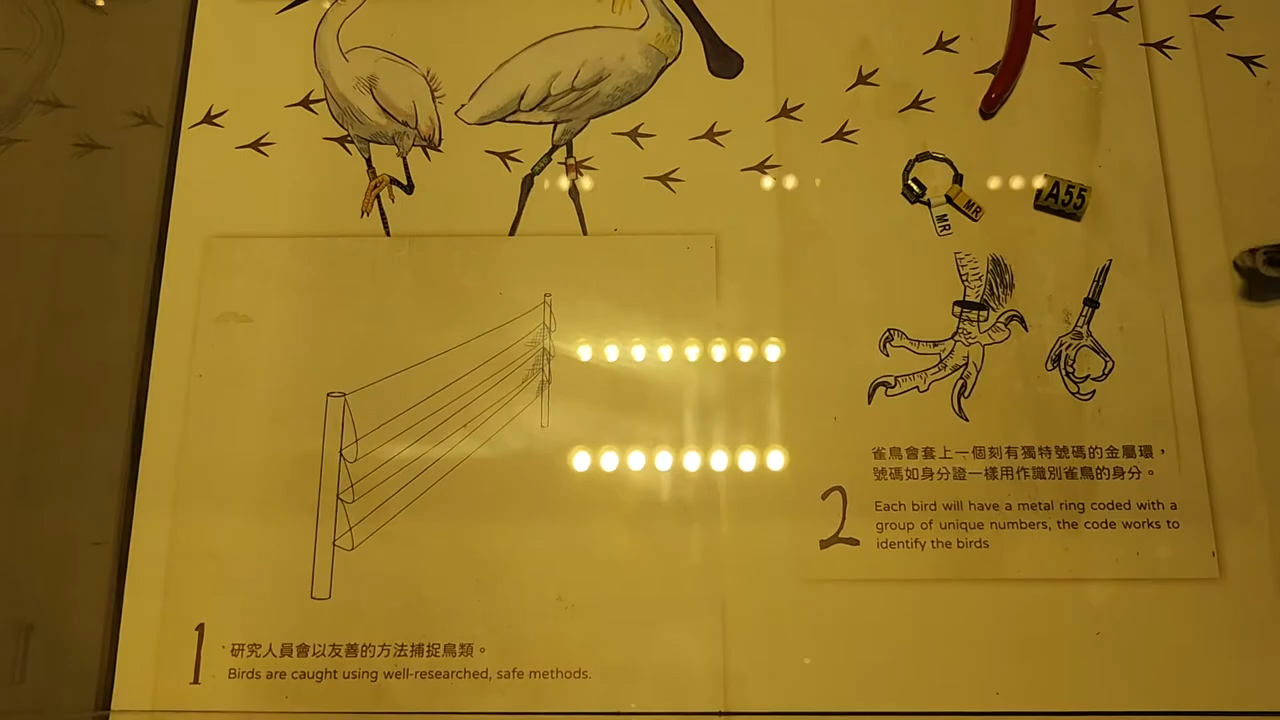 MR
MR
A55
雀鳥會套上一個刻有獨特號碼的金屬環，
號碼如身分證一樣用作識別雀鳥的身分。
2
Each bird will have a metal ring coded with a
group of unique numbers, the code works to
identify the birds
1
研究人員會以友善的方法捕捉鳥類。
Birds are caught using well-researched, safe methods.